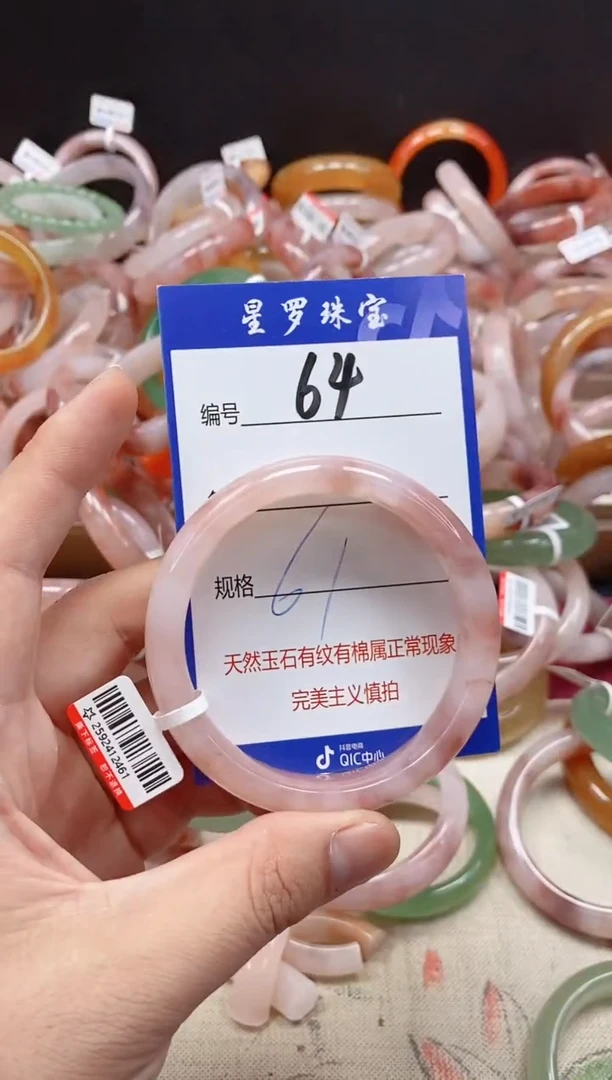 星罗珠宝
编号 64
规格 61
天然玉石有纹有棉属正常现象
完美主义慎拍
抖音电商
QIC中心
2592412461